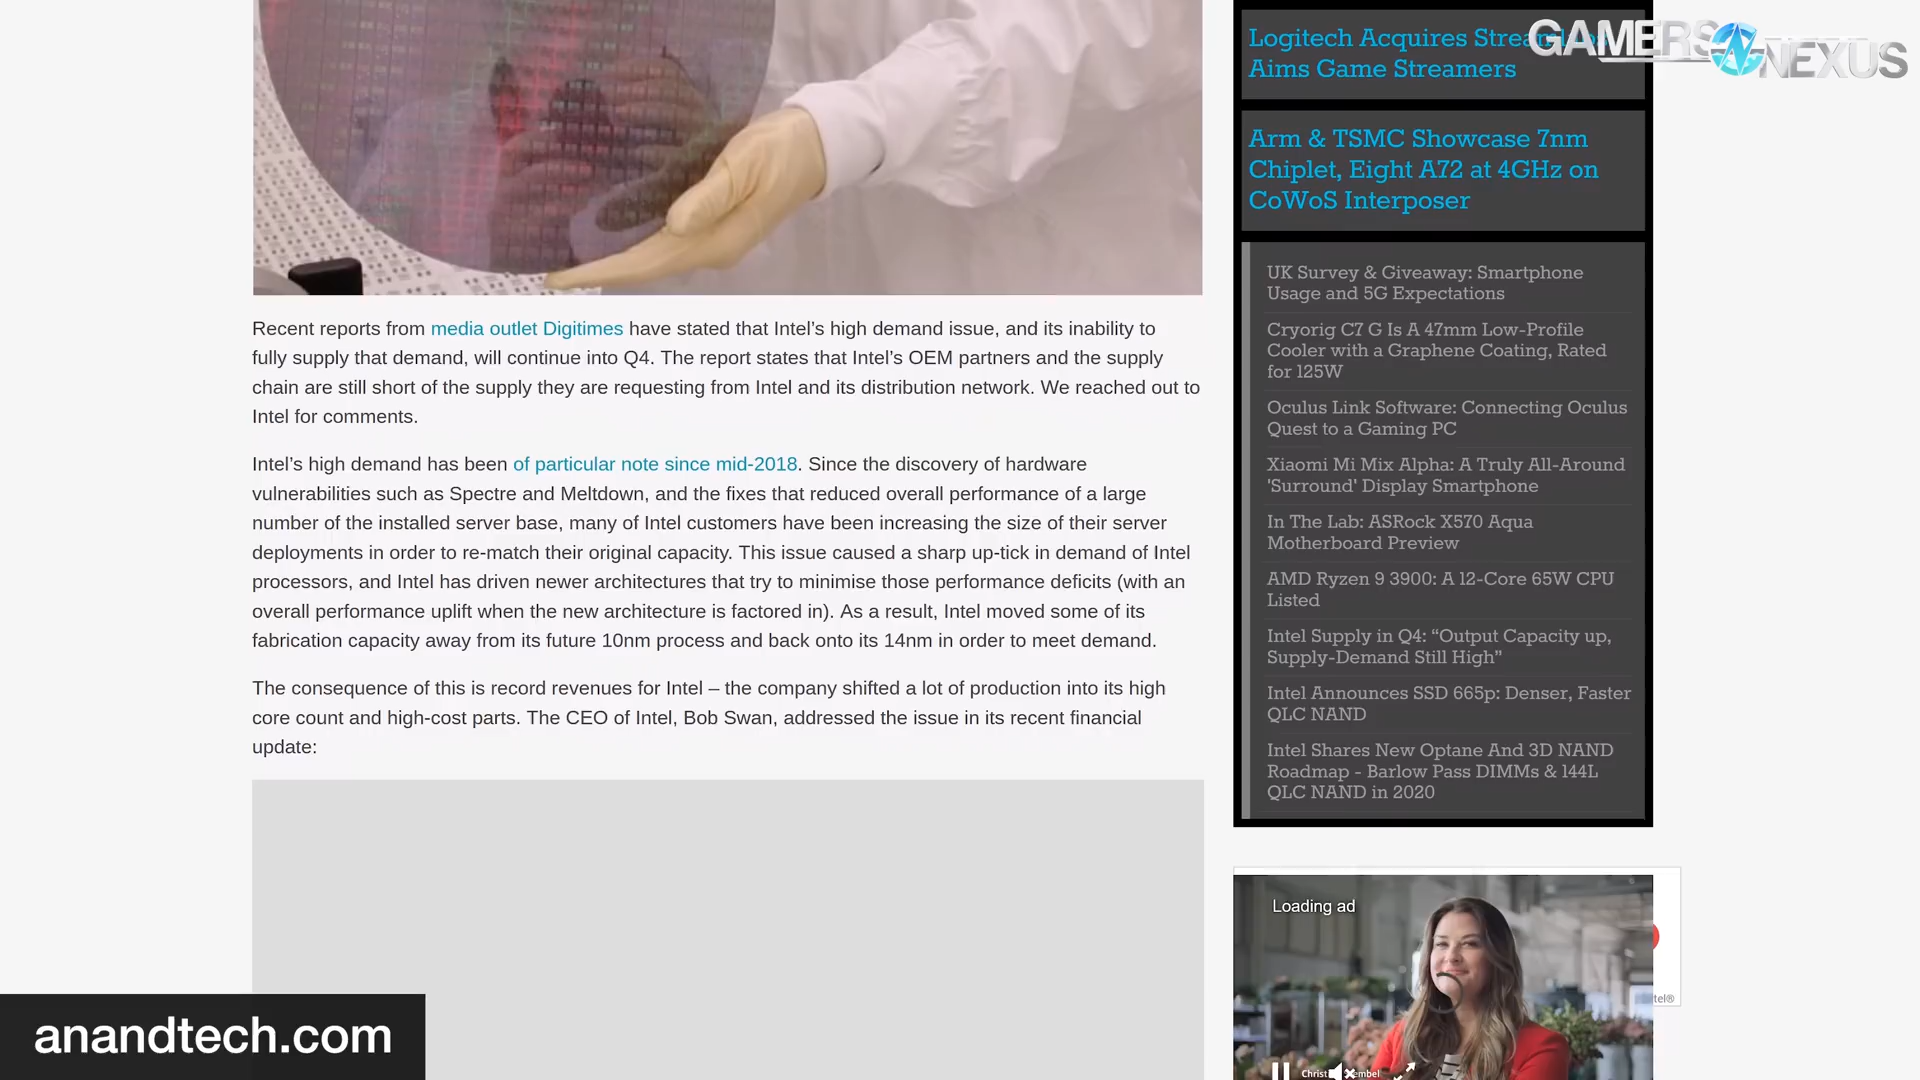 GAMERS NEXUS
Logitech Acquires
Aims Game Streamers
Arm & TSMC Showcase 7nm
Chiplet, Eight A72 at 4GHz on
CoWoS Interposer
UK Survey & Giveaway: Smartphone
Usage and 5G Expectations
Cryorig C7 G Is A 47mm Low-Profile
Cooler with a Graphene Coating, Rated
for 125W
Oculus Link Software: Connecting Oculus
Quest to a Gaming PC
Xiaomi Mi Mix Alpha: A Truly All-Around
'Surround' Display Smartphone
In The Lab: ASRock X570 Aqua
Motherboard Preview
AMD Ryzen 9 3900: A 12-Core 65W CPU
Listed
Intel Supply in Q4: “Output Capacity up,
Supply-Demand Still High”
Intel Announces SSD 665p: Denser, Faster
QLC NAND
Intel Shares New Optane And 3D NAND
Roadmap - Barlow Pass DIMMs & 144L
QLC NAND in 2020
Recent reports from media outlet Digitimes have stated that Intel’s high demand issue, and its inability to
fully supply that demand, will continue into Q4. The report states that Intel’s OEM partners and the supply
chain are still short of the supply they are requesting from Intel and its distribution network. We reached out to
Intel for comments.
Intel’s high demand has been of particular note since mid-2018. Since the discovery of hardware
vulnerabilities such as Spectre and Meltdown, and the fixes that reduced overall performance of a large
number of the installed server base, many of Intel customers have been increasing the size of their server
deployments in order to re-match their original capacity. This issue caused a sharp up-tick in demand of Intel
processors, and Intel has driven newer architectures that try to minimise those performance deficits (with an
overall performance uplift when the new architecture is factored in). As a result, Intel moved some of its
fabrication capacity away from its future 10nm process and back onto its 14nm in order to meet demand.
The consequence of this is record revenues for Intel – the company shifted a lot of production into its high
core count and high-cost parts. The CEO of Intel, Bob Swan, addressed the issue in its recent financial
update:
Loading ad
anandtech.com